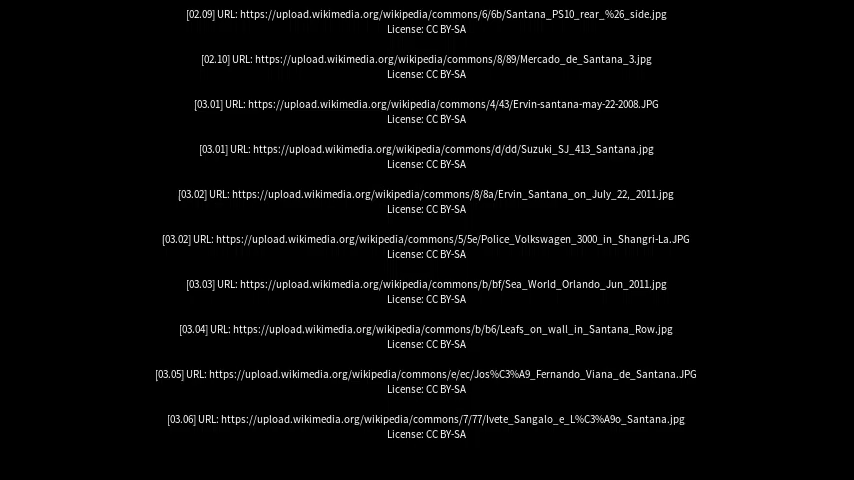 [02.09] URL: https://upload.wikimedia.org/wikipedia/commons/6/6b/Santana_PS10_rear_%26_side.jpg
License: CC BY-SA
[02.10] URL: https://upload.wikimedia.org/wikipedia/commons/8/89/Mercado_de_Santana_3.jpg
License: CC BY-SA
[03.01] URL: https://upload.wikimedia.org/wikipedia/commons/4/43/Ervin-santana-may-22-2008.JPG
License: CC BY-SA
[03.01] URL: https://upload.wikimedia.org/wikipedia/commons/d/dd/Suzuki_SJ_413_Santana.jpg
License: CC BY-SA
[03.02] URL: https://upload.wikimedia.org/wikipedia/commons/8/8a/Ervin_Santana_on_July_22,_2011.jpg
License: CC BY-SA
[03.02] URL: https://upload.wikimedia.org/wikipedia/commons/5/5e/Police_Volkswagen_3000_in_Shangri-La.JPG
License: CC BY-SA
[03.03] URL: https://upload.wikimedia.org/wikipedia/commons/b/bf/Sea_World_Orlando_Jun_2011.jpg
License: CC BY-SA
[03.04] URL: https://upload.wikimedia.org/wikipedia/commons/b/b6/Leafs_on_wall_in_Santana_Row.jpg
License: CC BY-SA
[03.05] URL: https://upload.wikimedia.org/wikipedia/commons/e/ec/Jos%C3%A9_Fernando_Viana_de_Santana.JPG
License: CC BY-SA
[03.06] URL: https://upload.wikimedia.org/wikipedia/commons/7/77/Ivete_Sangalo_e_L%C3%A9o_Santana.jpg
License: CC BY-SA